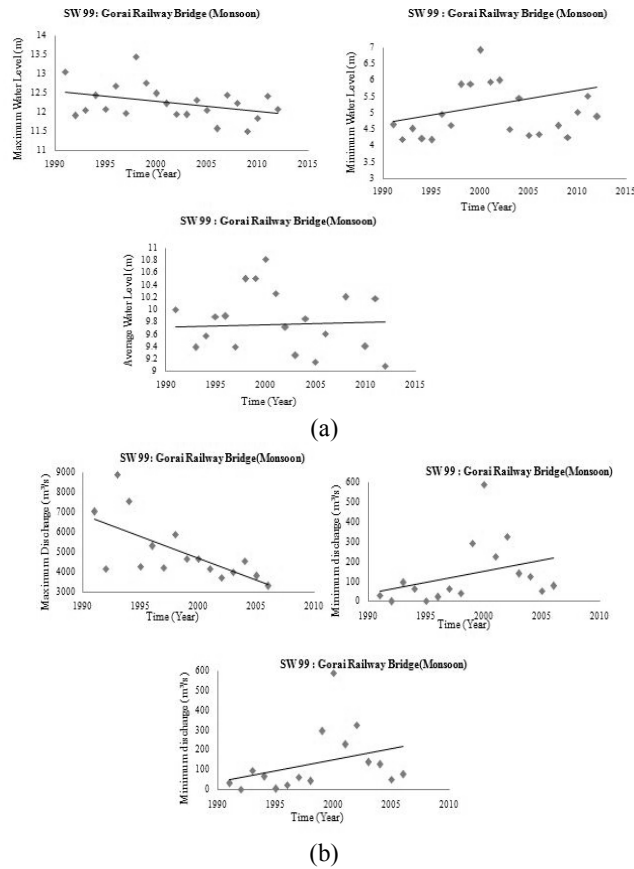 SW 99: Gorai Railway Bridge (Monsoon)
Maximum Water Level (m)
14
13.5
13
12.5
12
11.5
11
1990 1995 2000 2005 2010 2015
Time (Year)
SW 99: Gorai Railway Bridge (Monsoon)
Minimum Water Level (m)
7
6
5
4
3
1990 1995 2000 2005 2010 2015
Time (Year)
SW 99 : Gorai Railway Bridge(Monsoon)
Average Water Level (m)
11
10.8
10.6
10.4
10.2
10
9.8
9.6
9.4
9.2
9
1990 1995 2000 2005 2010 2015
Time (Year)
(a)
SW 99: Gorai Railway Bridge(Monsoon)
Maximum Discharge (m³/s)
9000
8000
7000
6000
5000
4000
3000
1990 1995 2000 2005 2010
Time (Year)
SW 99 : Gorai Railway Bridge(Monsoon)
Minimum discharge (m³/s)
600
500
400
300
200
100
0
1990 1995 2000 2005 2010
Time (Year)
SW 99 : Gorai Railway Bridge(Monsoon)
Minimum discharge (m³/s)
600
500
400
300
200
100
0
1990 1995 2000 2005 2010
Time (Year)
(b)